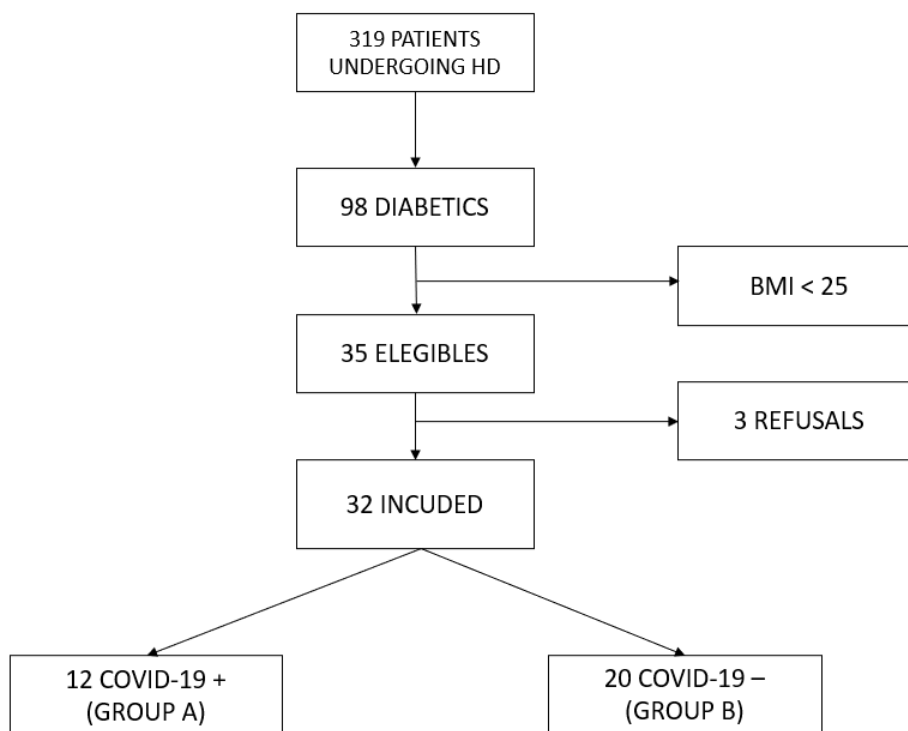 319 PATIENTS
UNDERGOING HD
98 DIABETICS
BMI < 25
35 ELEGIBLES
3 REFUSALS
32 INCUDED
12 COVID-19 +
(GROUP A)
20 COVID-19 –
(GROUP B)